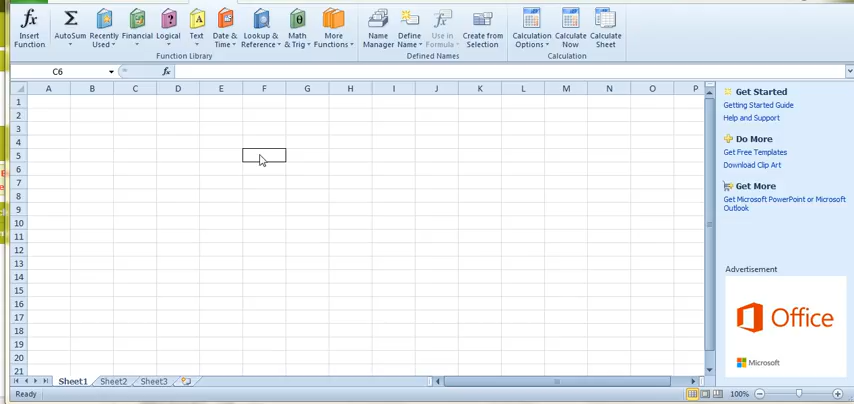 Insert Function
AutoSum
Recently Used
Financial
Logical
Text
Date & Time
Lookup & Reference
Math & Trig
More Functions
Function Library
Name Manager
Define Name
Use in Formula
Create from Selection
Defined Names
Calculation Options
Calculate Now
Calculate Sheet
Calculation
C6
fx
A B C D E F G H I J K L M N O P
1
2
3
4
5
6
7
8
9
10
11
12
13
14
15
16
17
18
19
20
21
Get Started
Getting Started Guide
Help and Support
Do More
Get Free Templates
Download Clip Art
Get More
Get Microsoft PowerPoint or Microsoft
Outlook
Advertisement
Office
Microsoft
Sheet1 Sheet2 Sheet3
Ready
100%